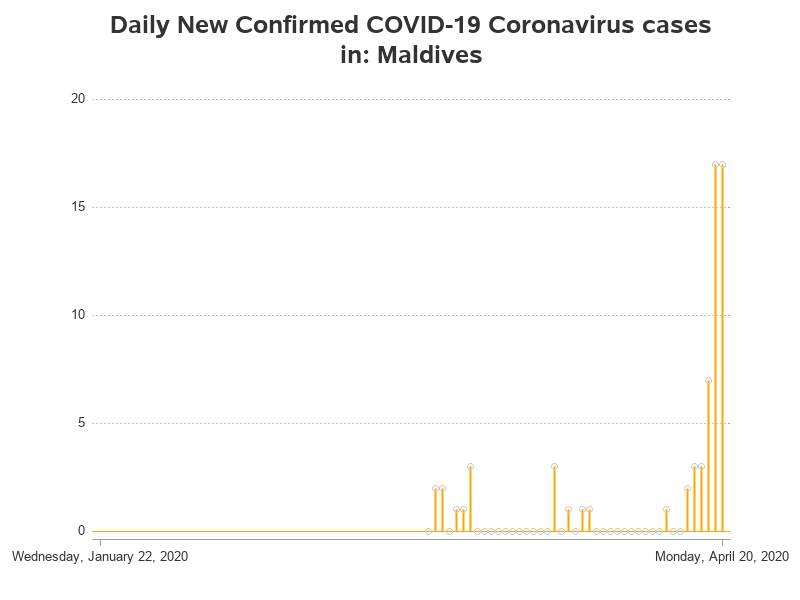 Daily New Confirmed COVID-19 Coronavirus cases
in: Maldives
20
15
10
5
0
Wednesday, January 22, 2020
Monday, April 20, 2020